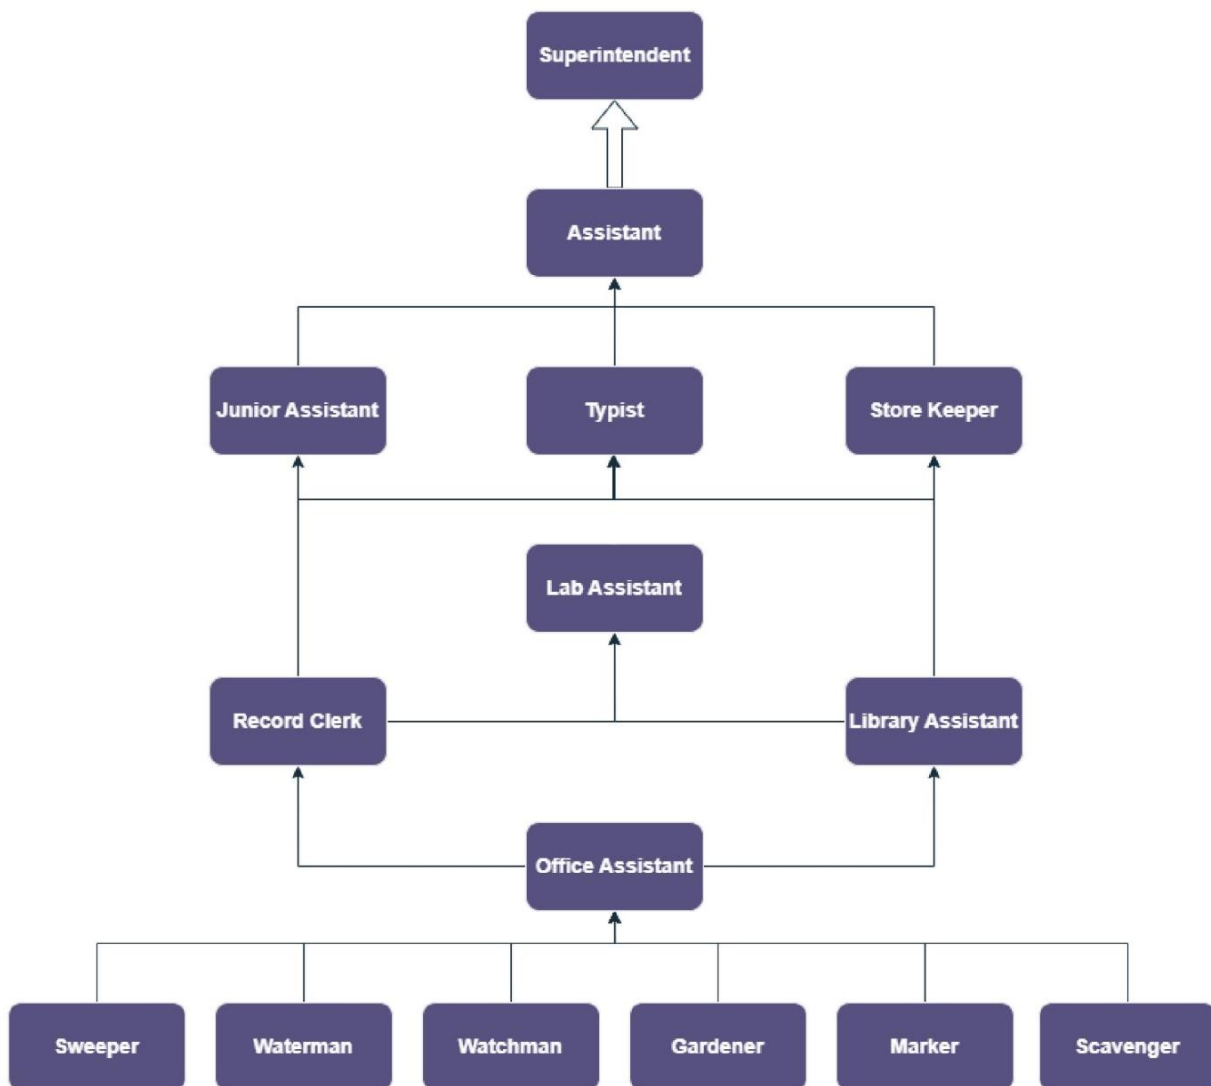 Superintendent
Assistant
Junior Assistant
Typist
Store Keeper
Lab Assistant
Record Clerk
Library Assistant
Office Assistant
Sweeper
Waterman
Watchman
Gardener
Marker
Scavenger